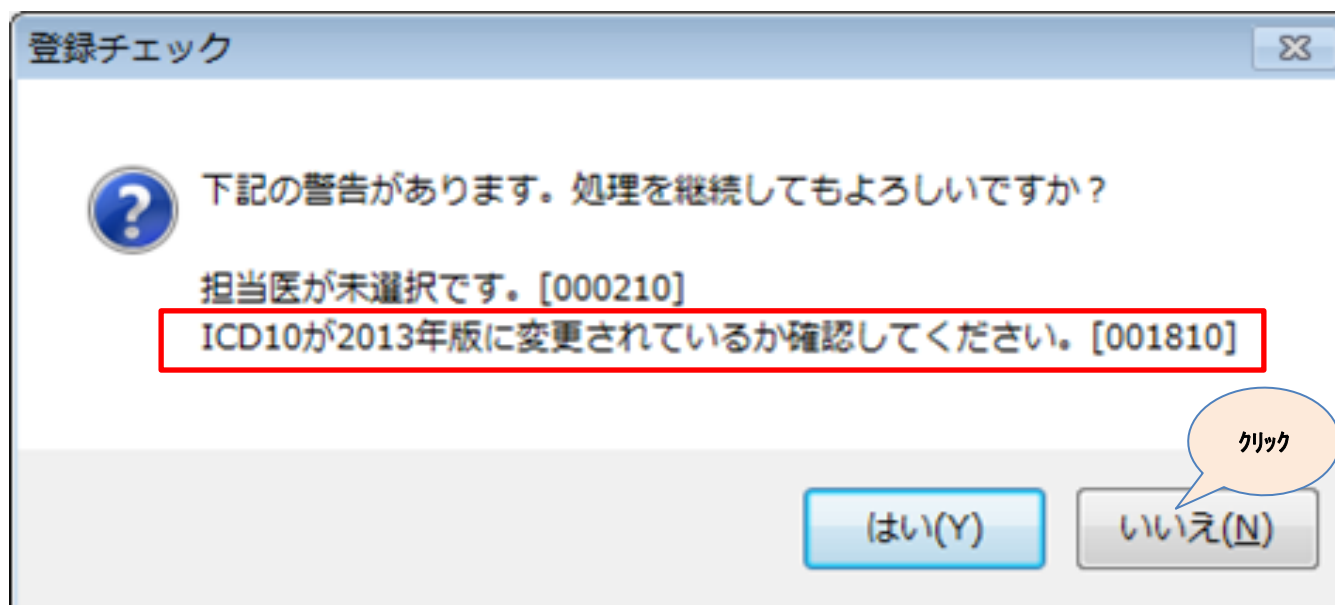 登録チェック
下記の警告があります。処理を継続してもよろしいですか？
担当医が未選択です。[000210]
ICD10が2013年版に変更されているか確認してください。[001810]
ｸﾘｯｸ
はい(Y)
いいえ(N)